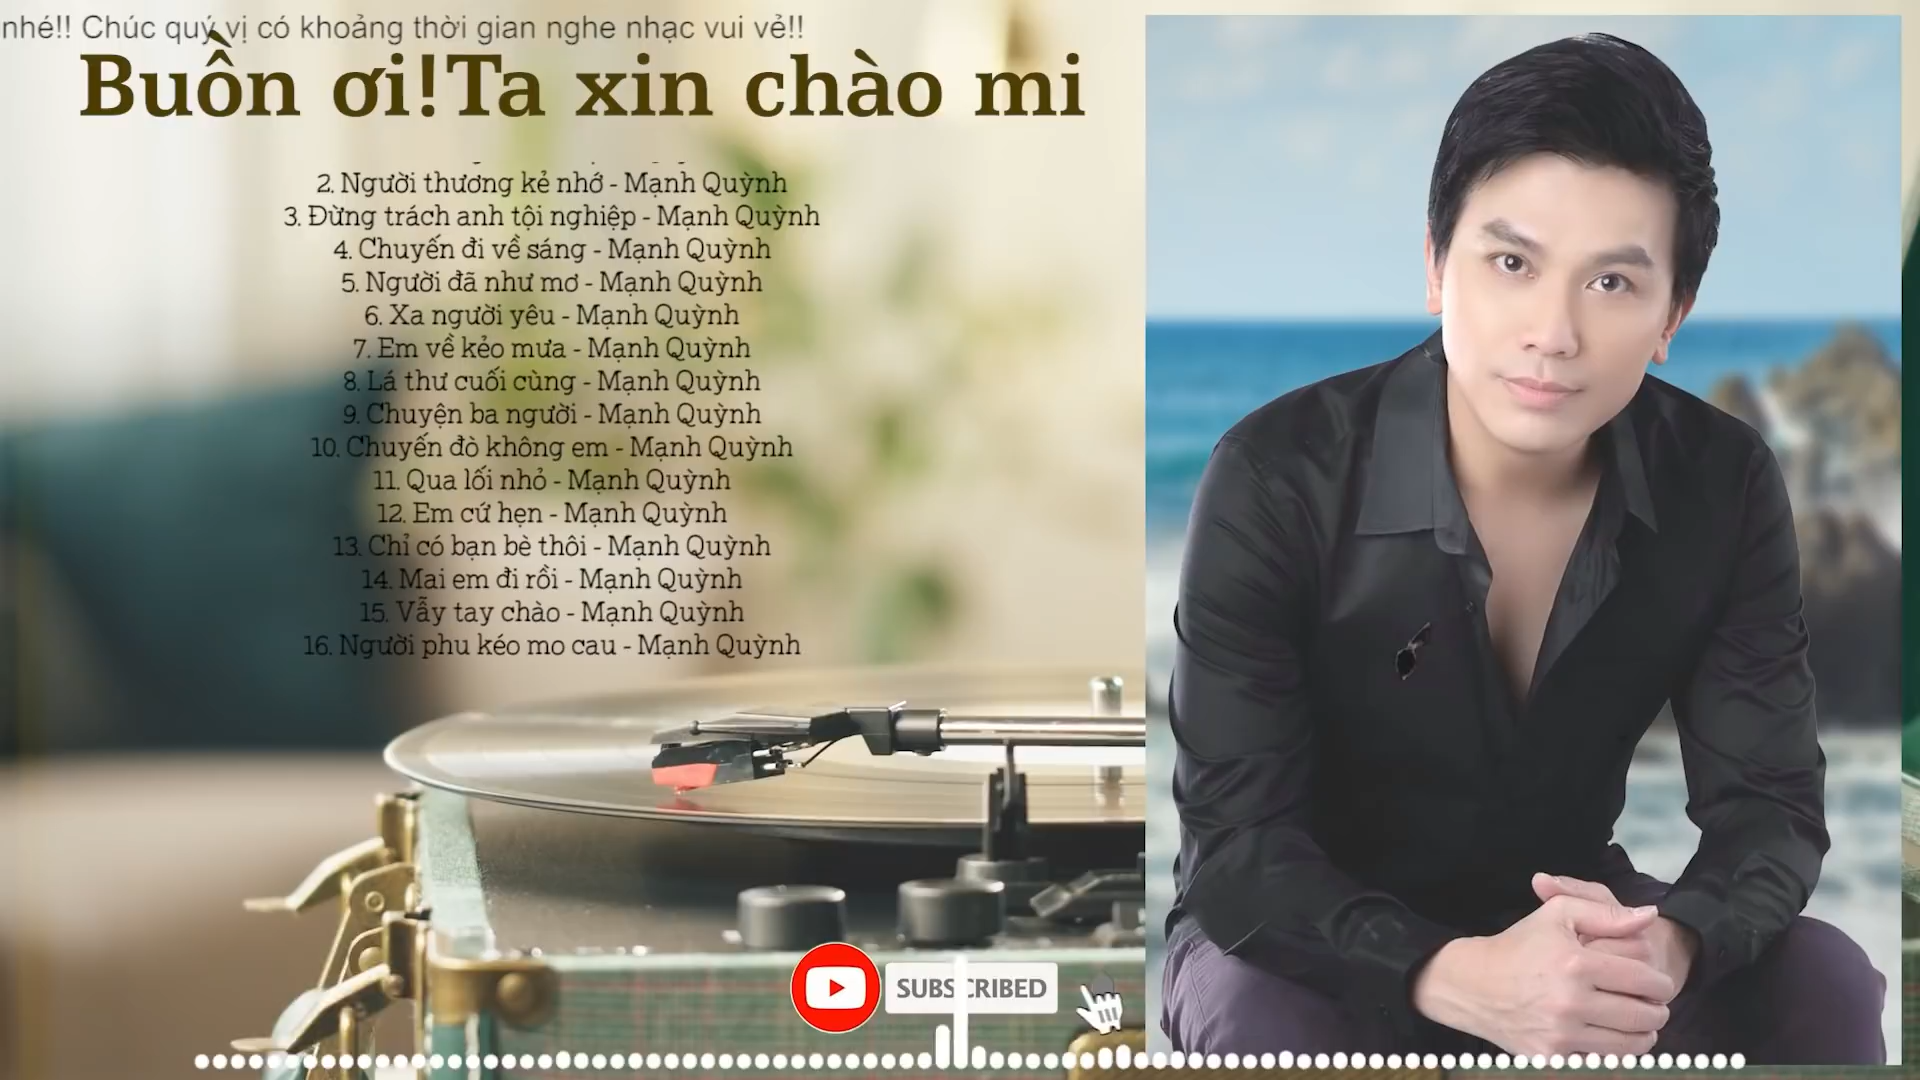 nhé!! Chúc quý vị có khoảng thời gian nghe nhạc vui vẻ!!
Buồn ơi!Ta xin chào mi
2. Người thương kẻ nhớ - Mạnh Quỳnh
3. Đừng trách anh tội nghiệp - Mạnh Quỳnh
4. Chuyến đi về sáng - Mạnh Quỳnh
5. Người đã như mơ - Mạnh Quỳnh
6. Xa người yêu - Mạnh Quỳnh
7. Em về kẻo mưa - Mạnh Quỳnh
8. Lá thư cuối cùng - Mạnh Quỳnh
9. Chuyện ba người - Mạnh Quỳnh
10. Chuyến đò không em - Mạnh Quỳnh
11. Qua lối nhỏ - Mạnh Quỳnh
12. Em cứ hẹn - Mạnh Quỳnh
13. Chỉ có bạn bè thôi - Mạnh Quỳnh
14. Mai em đi rồi - Mạnh Quỳnh
15. Vẫy tay chào - Mạnh Quỳnh
16. Người phu kéo mo cau - Mạnh Quỳnh
SUBSCRIBED